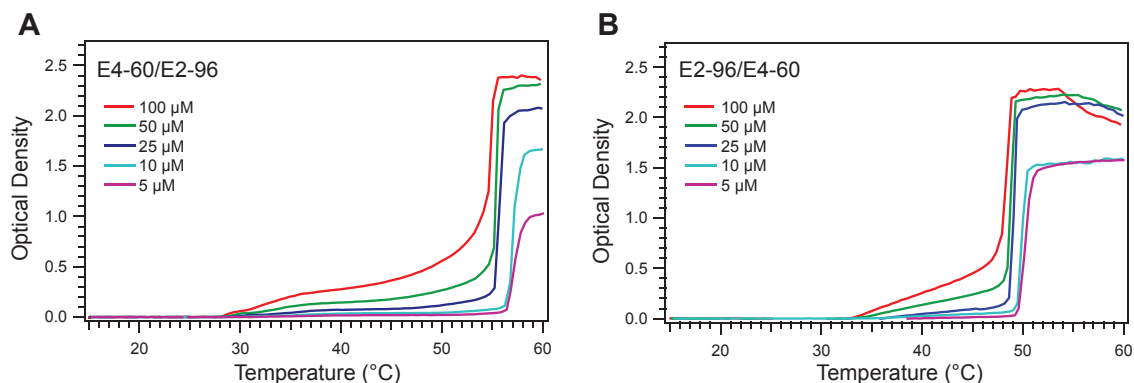 A
E4-60/E2-96
100 µM
50 µM
25 µM
10 µM
5 µM
Optical Density
2.5
2.0
1.5
1.0
0.5
0.0
20 30 40 50 60
Temperature (°C)
B
E2-96/E4-60
100 µM
50 µM
25 µM
10 µM
5 µM
Optical Density
2.5
2.0
1.5
1.0
0.5
0.0
20 30 40 50 60
Temperature (°C)